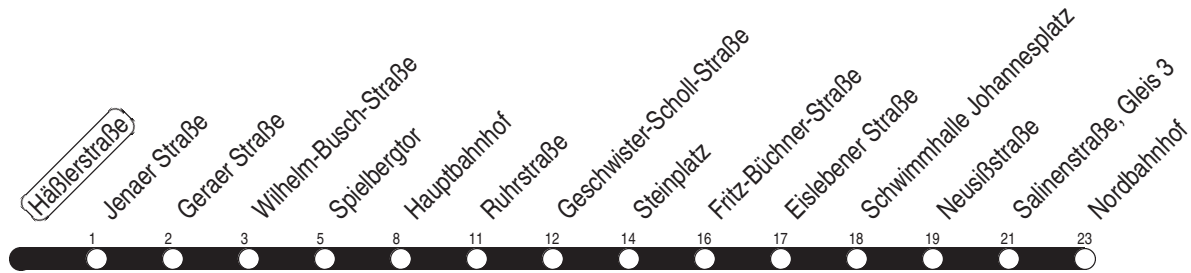 Häßlerstraße
Jenaer Straße
Geraer Straße
Wilhelm-Busch-Straße
Spielbergtor
Hauptbahnhof
Ruhrstraße
Geschwister-Scholl-Straße
Steinplatz
Fritz-Büchner-Straße
Eislebener Straße
Schwimmhalle Johannesplatz
Neusißstraße
Salinenstraße, Gleis 3
Nordbahnhof
1 2 3 5 8 11 12 14 16 17 18 19 21 23